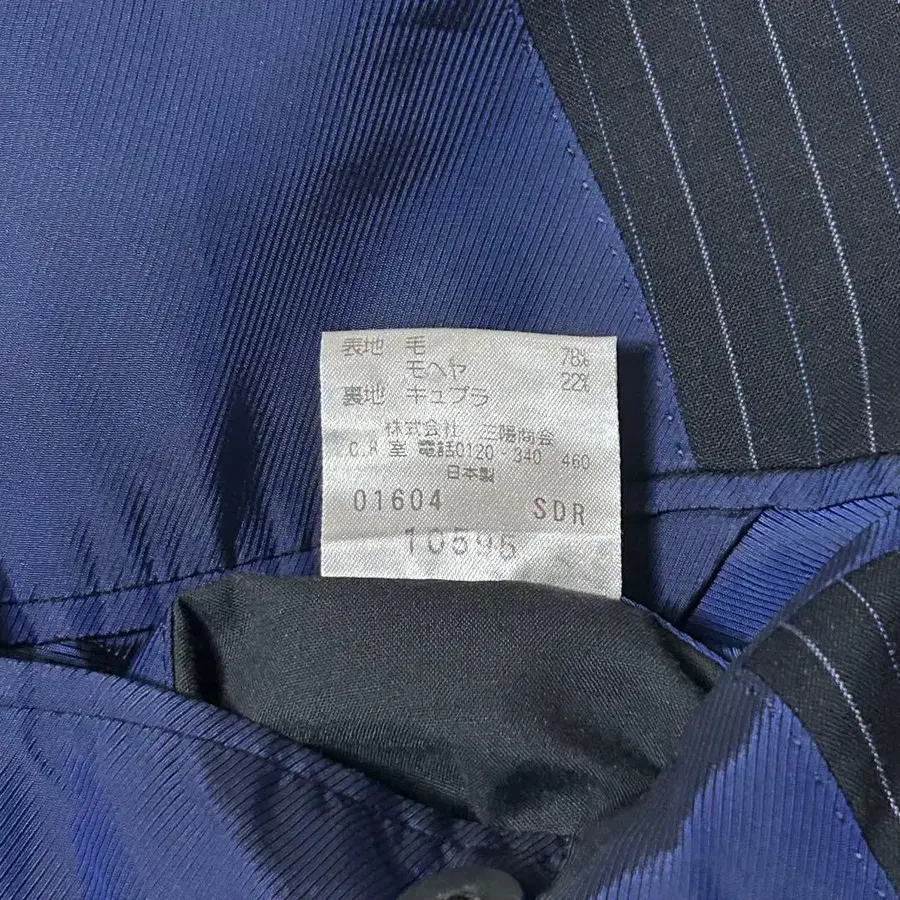 表地 毛 78%
モヘヤ 22%
裏地 キュプラ
株式会社 三陽商会
C.R 室 電話0120-340-460
日本製
01604 SDR
10595